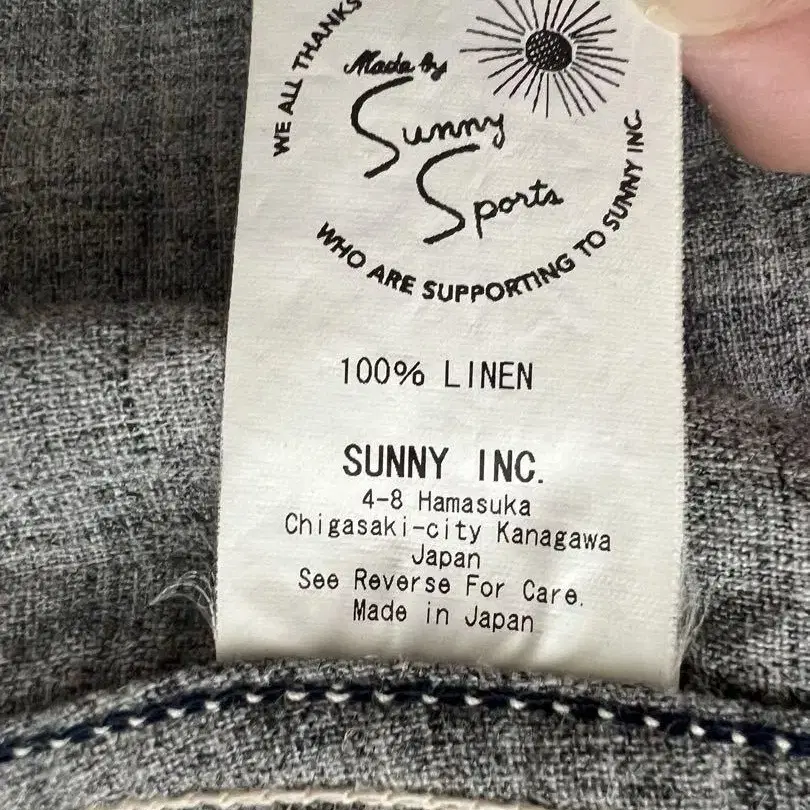 WE ALL THANKS
Made by
Sunny
Sports
WHO ARE SUPPORTING TO SUNNY INC.
100% LINEN
SUNNY INC.
4-8 Hamasuka
Chigasaki-city Kanagawa
Japan
See Reverse For Care.
Made in Japan